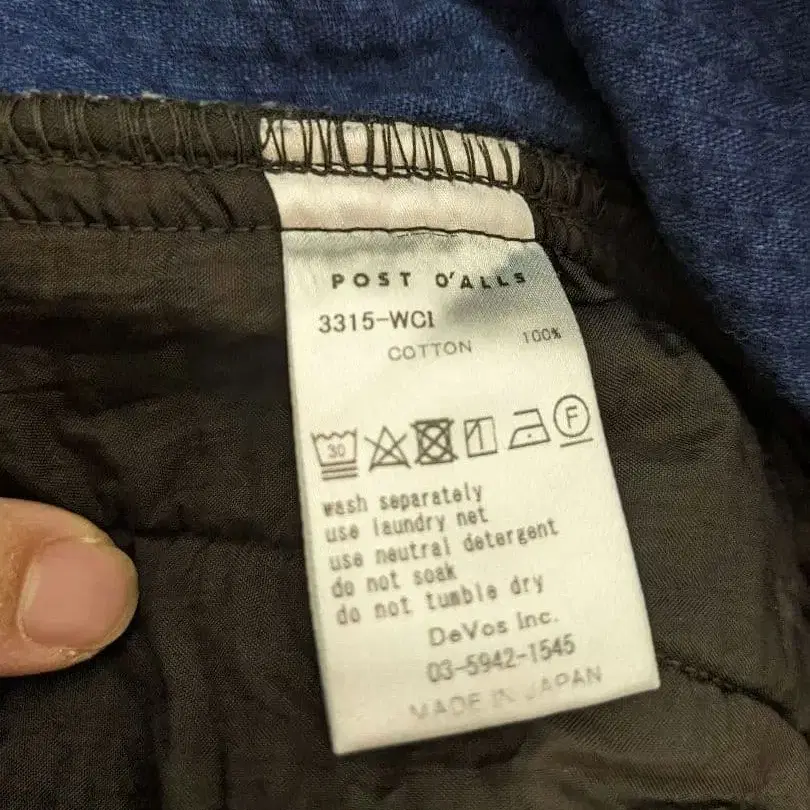 POST O'ALLS
3315-WCI
COTTON 100%
30 F
wash separately
use laundry net
use neutral detergent
do not soak
do not tumble dry
DeVos Inc.
03-5942-1545
MADE IN JAPAN